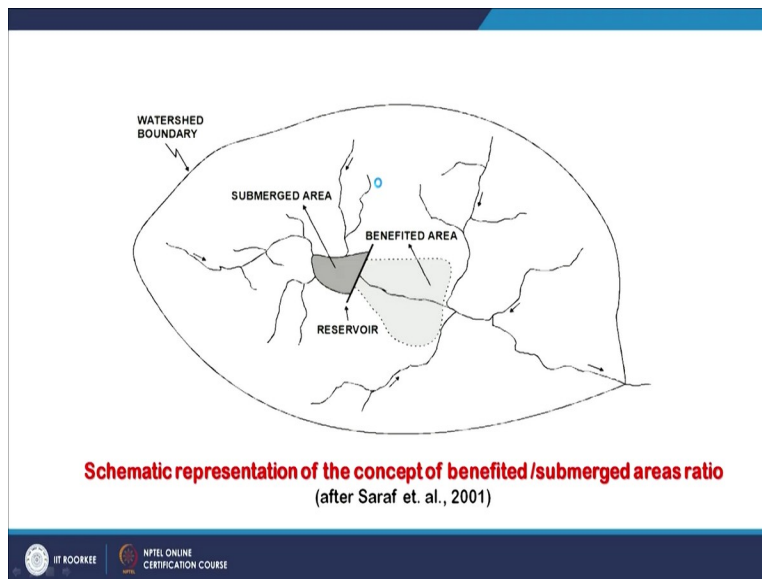 WATERSHED
BOUNDARY
SUBMERGED AREA
BENEFITED AREA
RESERVOIR
Schematic representation of the concept of benefited /submerged areas ratio
(after Saraf et. al., 2001)
IIT ROORKEE
NPTEL
NPTEL ONLINE
CERTIFICATION COURSE